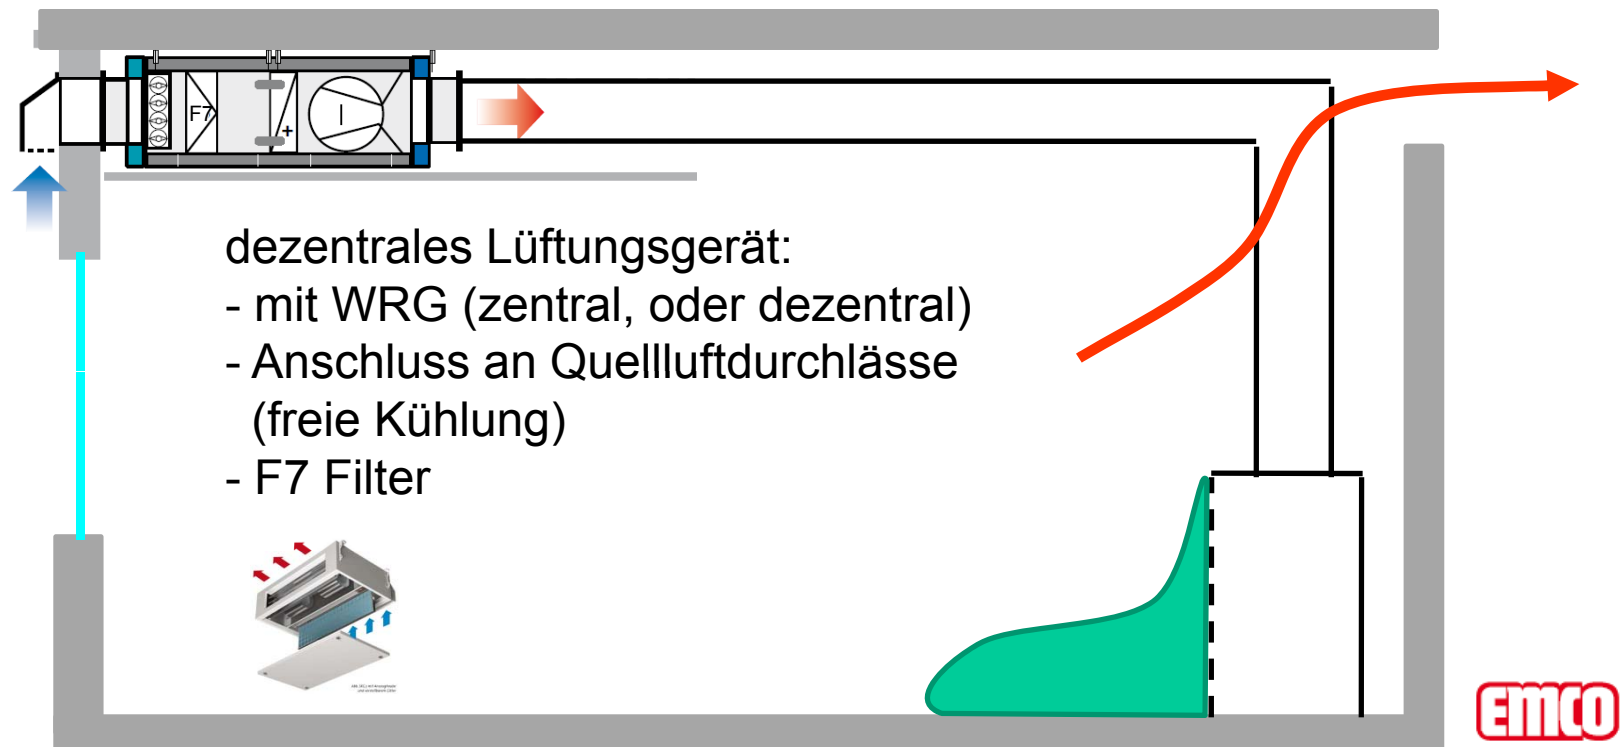 F7
+
dezentrales Lüftungsgerät:
- mit WRG (zentral, oder dezentral)
- Anschluss an Quellluftdurchlässe
(freie Kühlung)
- F7 Filter
EMCO